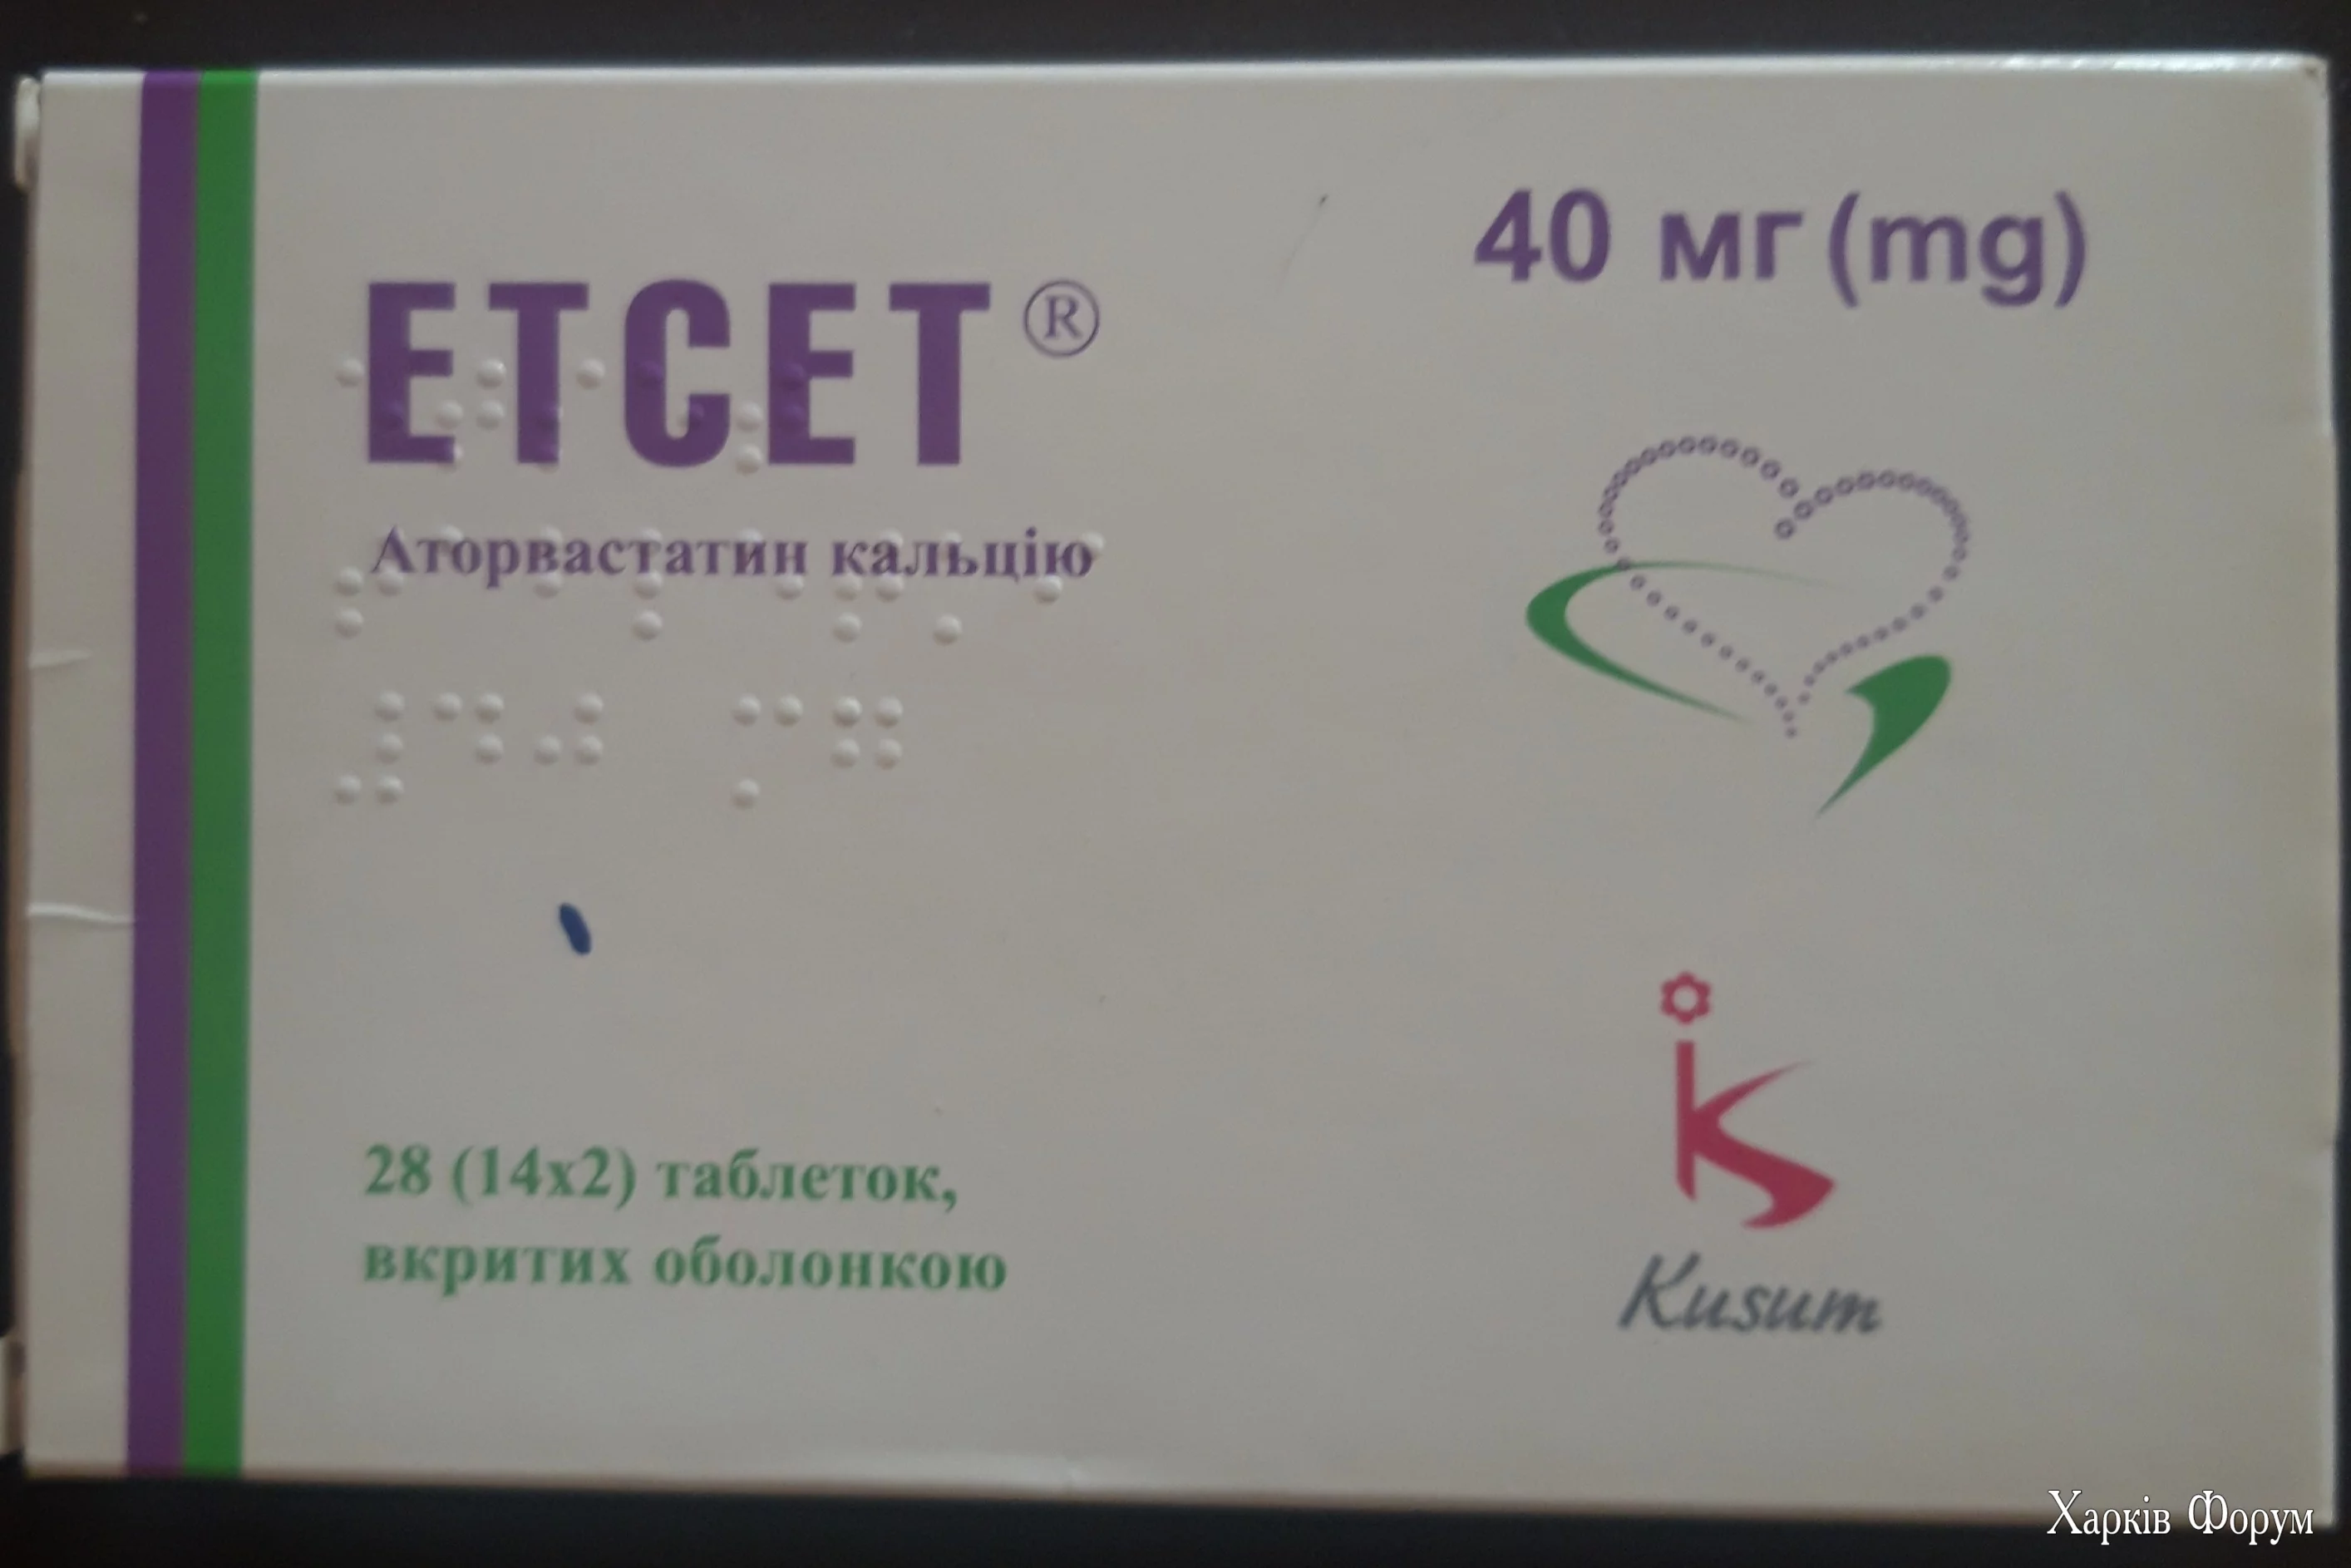 40 мг (mg)
ЕТСЕТ®
Аторвастатин кальцію
28 (14x2) таблеток,
вкритих оболонкою
Kusum
Харків Форум